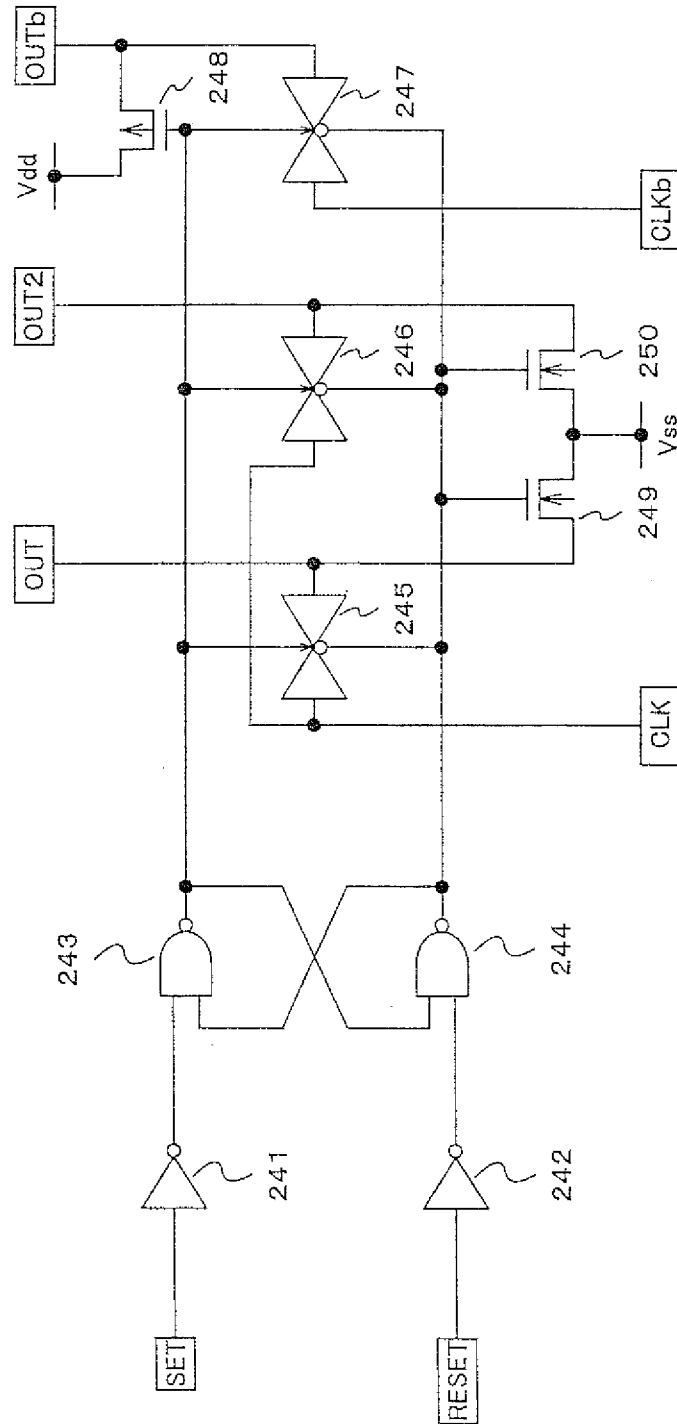 SET
RESET
241
242
243
244
CLK
OUT
245
OUT2
246
249
Vss
250
Vdd
OUTb
248
247
CLKb